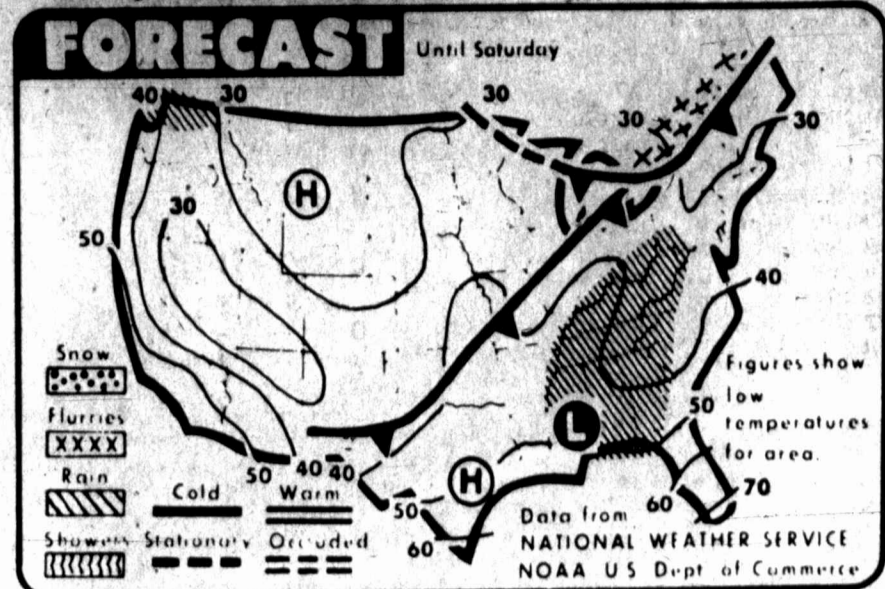 FORECAST
Until Saturday
40 30 30
30 30
30
H
50
40
Snow
Flurries
Rain
Showers
Cold
Warm
Stationary
Occluded
50 40 40
50
60
H
L
50
60
70
Figures show
low
temperatures
for area.
Data from
NATIONAL WEATHER SERVICE
NOAA U S Dept of Commerce